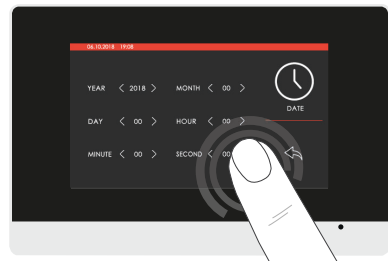 06.10.2018 19:08
YEAR < 2018 > MONTH < 00 >
DATE
DAY < 00 > HOUR < 00 >
MINUTE < 00 > SECOND < 00